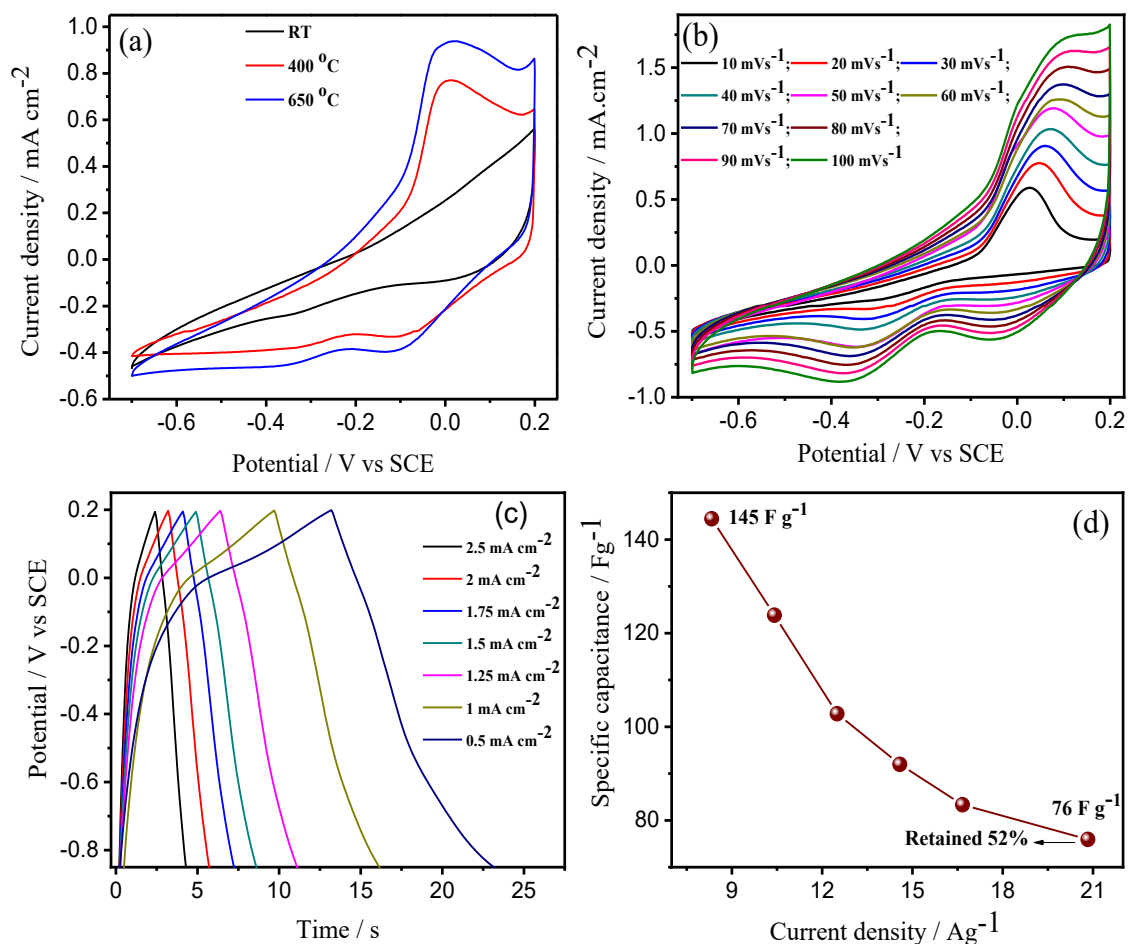 (a)
RT
400 ⁰C
650 ⁰C
Current density / mA cm⁻²
1.0
0.8
0.6
0.4
0.2
0.0
-0.2
-0.4
-0.6
-0.6 -0.4 -0.2 0.0 0.2
Potential / V vs SCE
(b)
10 mVs⁻¹; 20 mVs⁻¹; 30 mVs⁻¹;
40 mVs⁻¹; 50 mVs⁻¹; 60 mVs⁻¹;
70 mVs⁻¹; 80 mVs⁻¹;
90 mVs⁻¹; 100 mVs⁻¹
Current density / mA.cm⁻²
1.5
1.0
0.5
0.0
-0.5
-1.0
-0.6 -0.4 -0.2 0.0 0.2
Potential / V vs SCE
(c)
2.5 mA cm⁻²
2 mA cm⁻²
1.75 mA cm⁻²
1.5 mA cm⁻²
1.25 mA cm⁻²
1 mA cm⁻²
0.5 mA cm⁻²
Potential / V vs SCE
0.2
0.0
-0.2
-0.4
-0.6
-0.8
0 5 10 15 20 25
Time / s
(d)
145 F g⁻¹
76 F g⁻¹
Retained 52%
Specific capacitance / Fg⁻¹
140
120
100
80
9 12 15 18 21
Current density / Ag⁻¹